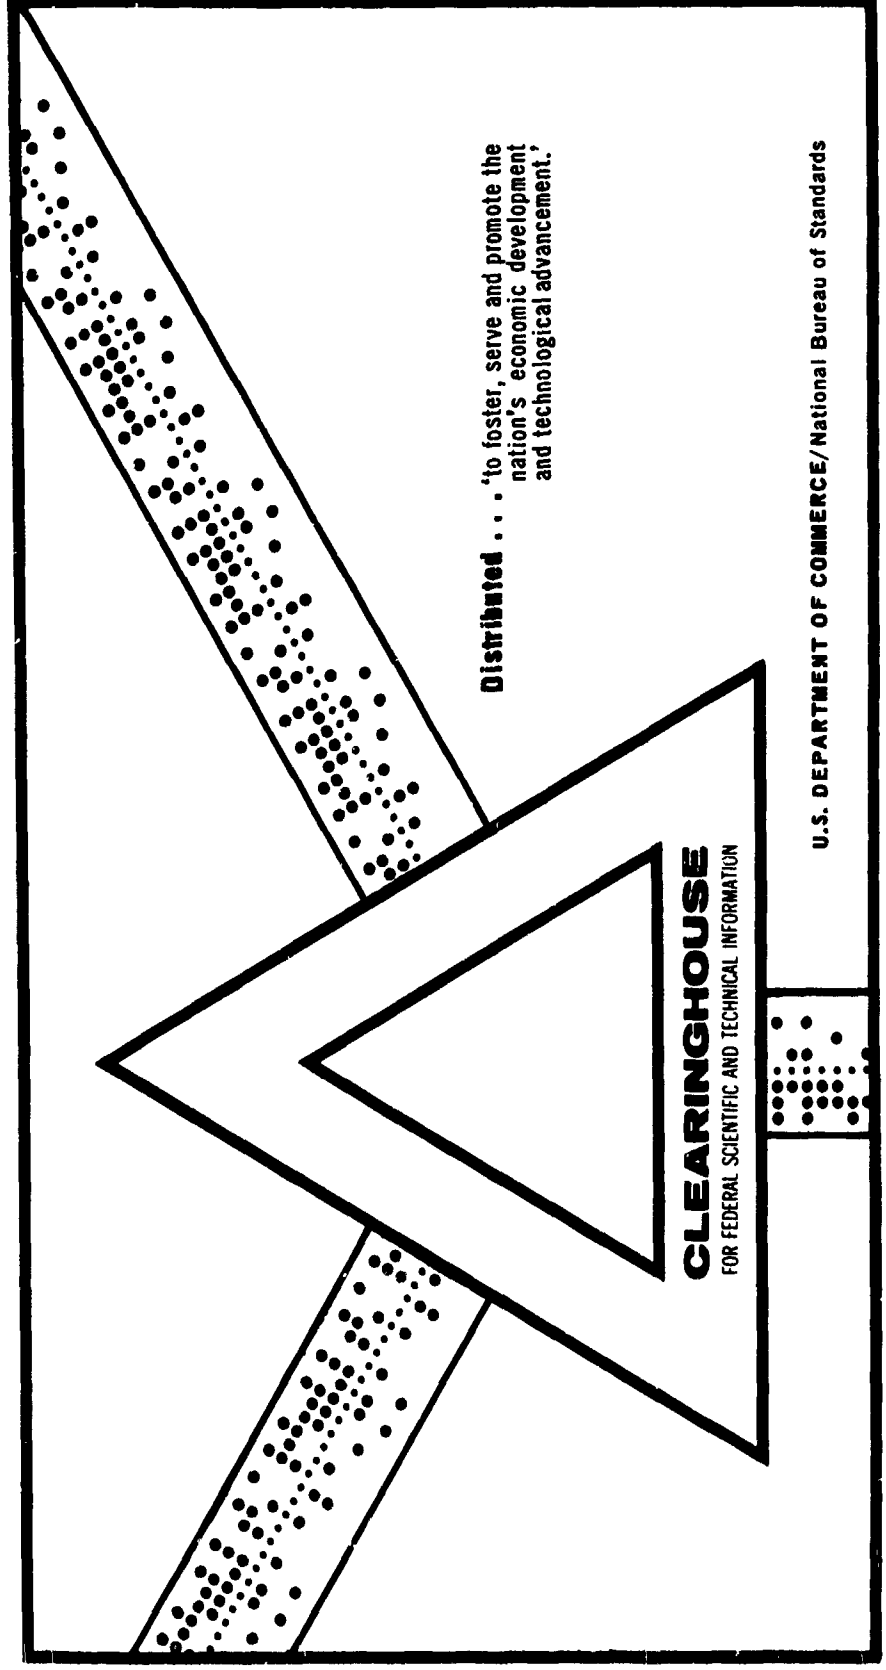 Distributed . . . 'to foster, serve and promote the
nation's economic development
and technological advancement.'
CLEARINGHOUSE
FOR FEDERAL SCIENTIFIC AND TECHNICAL INFORMATION
U.S. DEPARTMENT OF COMMERCE/National Bureau of Standards